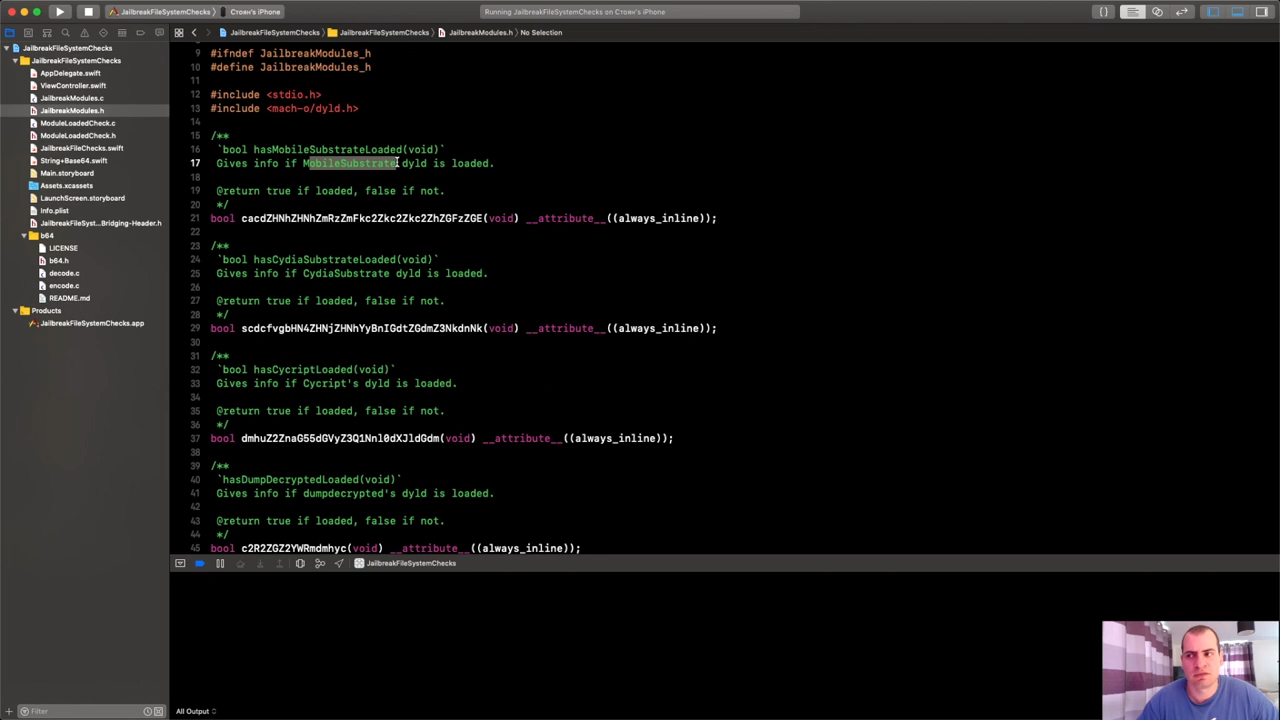 JailbreakFileSystemChecks
Стоян's iPhone
Running JailbreakFileSystemChecks on Стоян's iPhone
JailbreakFileSystemChecks
JailbreakFileSystemChecks
JailbreakModules.h
No Selection
JailbreakFileSystemChecks
JailbreakFileSystemChecks
AppDelegate.swift
ViewController.swift
JailbreakModules.c
JailbreakModules.h
ModuleLoadedCheck.c
ModuleLoadedCheck.h
JailbreakFileChecks.swift
String+Base64.swift
Main.storyboard
Assets.xcassets
LaunchScreen.storyboard
Info.plist
JailbreakFileSyst...Bridging-Header.h
b64
LICENSE
b64.h
decode.c
encode.c
README.md
Products
JailbreakFileSystemChecks.app
Filter
9 #ifndef JailbreakModules_h
10 #define JailbreakModules_h
11
12 #include <stdio.h>
13 #include <mach-o/dyld.h>
14
15 /**
16 `bool hasMobileSubstrateLoaded(void)`
17 Gives info if MobileSubstrate dyld is loaded.
18
19 @return true if loaded, false if not.
20 */
21 bool cacdZHNhZHNhZmRzZmFkc2Zkc2Zkc2ZhZGFzZGE(void) __attribute__((always_inline));
22
23 /**
24 `bool hasCydiaSubstrateLoaded(void)`
25 Gives info if CydiaSubstrate dyld is loaded.
26
27 @return true if loaded, false if not.
28 */
29 bool scdcfvgbHN4ZHNjZHNhYyBnIGdtZGdmZ3NkdnNk(void) __attribute__((always_inline));
30
31 /**
32 `bool hasCycriptLoaded(void)`
33 Gives info if Cycript's dyld is loaded.
34
35 @return true if loaded, false if not.
36 */
37 bool dmhuZ2ZnaG55dGVyZ3Q1Nnl0dXJldGdm(void) __attribute__((always_inline));
38
39 /**
40 `hasDumpDecryptedLoaded(void)`
41 Gives info if dumpdecrypted's dyld is loaded.
42
43 @return true if loaded, false if not.
44 */
45 bool c2R2ZGZ2YWRmdmhyc(void) __attribute__((always_inline));
JailbreakFileSystemChecks
All Output